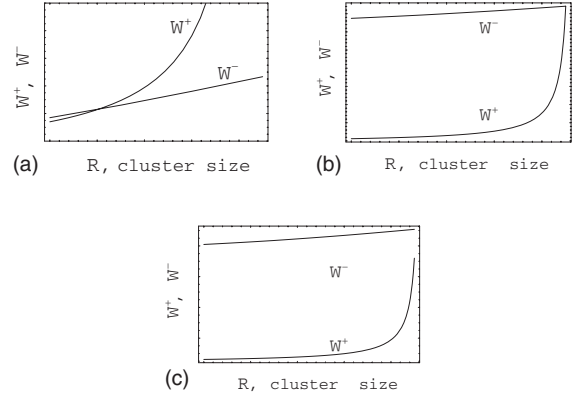 W⁺
W⁻
W⁺, W⁻
R, cluster size
(a)
W⁻
W⁺
W⁺, W⁻
R, cluster size
(b)
W⁻
W⁺
W⁺, W⁻
R, cluster size
(c)